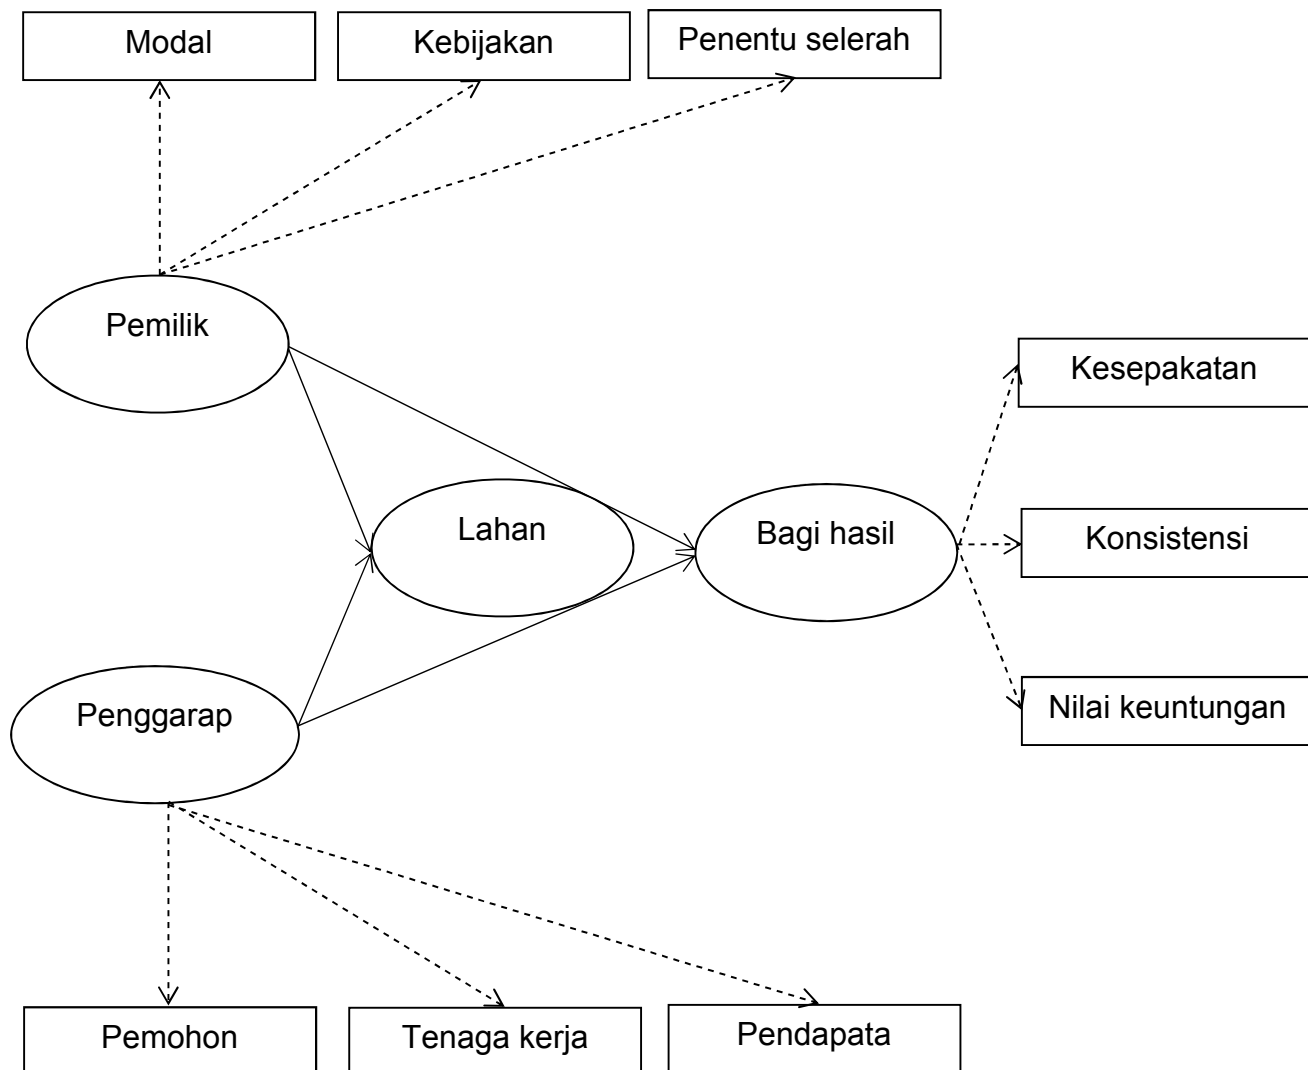 Modal
Kebijakan
Penentu selerah
Pemilik
Kesepakatan
Lahan
Bagi hasil
Konsistensi
Penggarap
Nilai keuntungan
Pemohon
Tenaga kerja
Pendapata